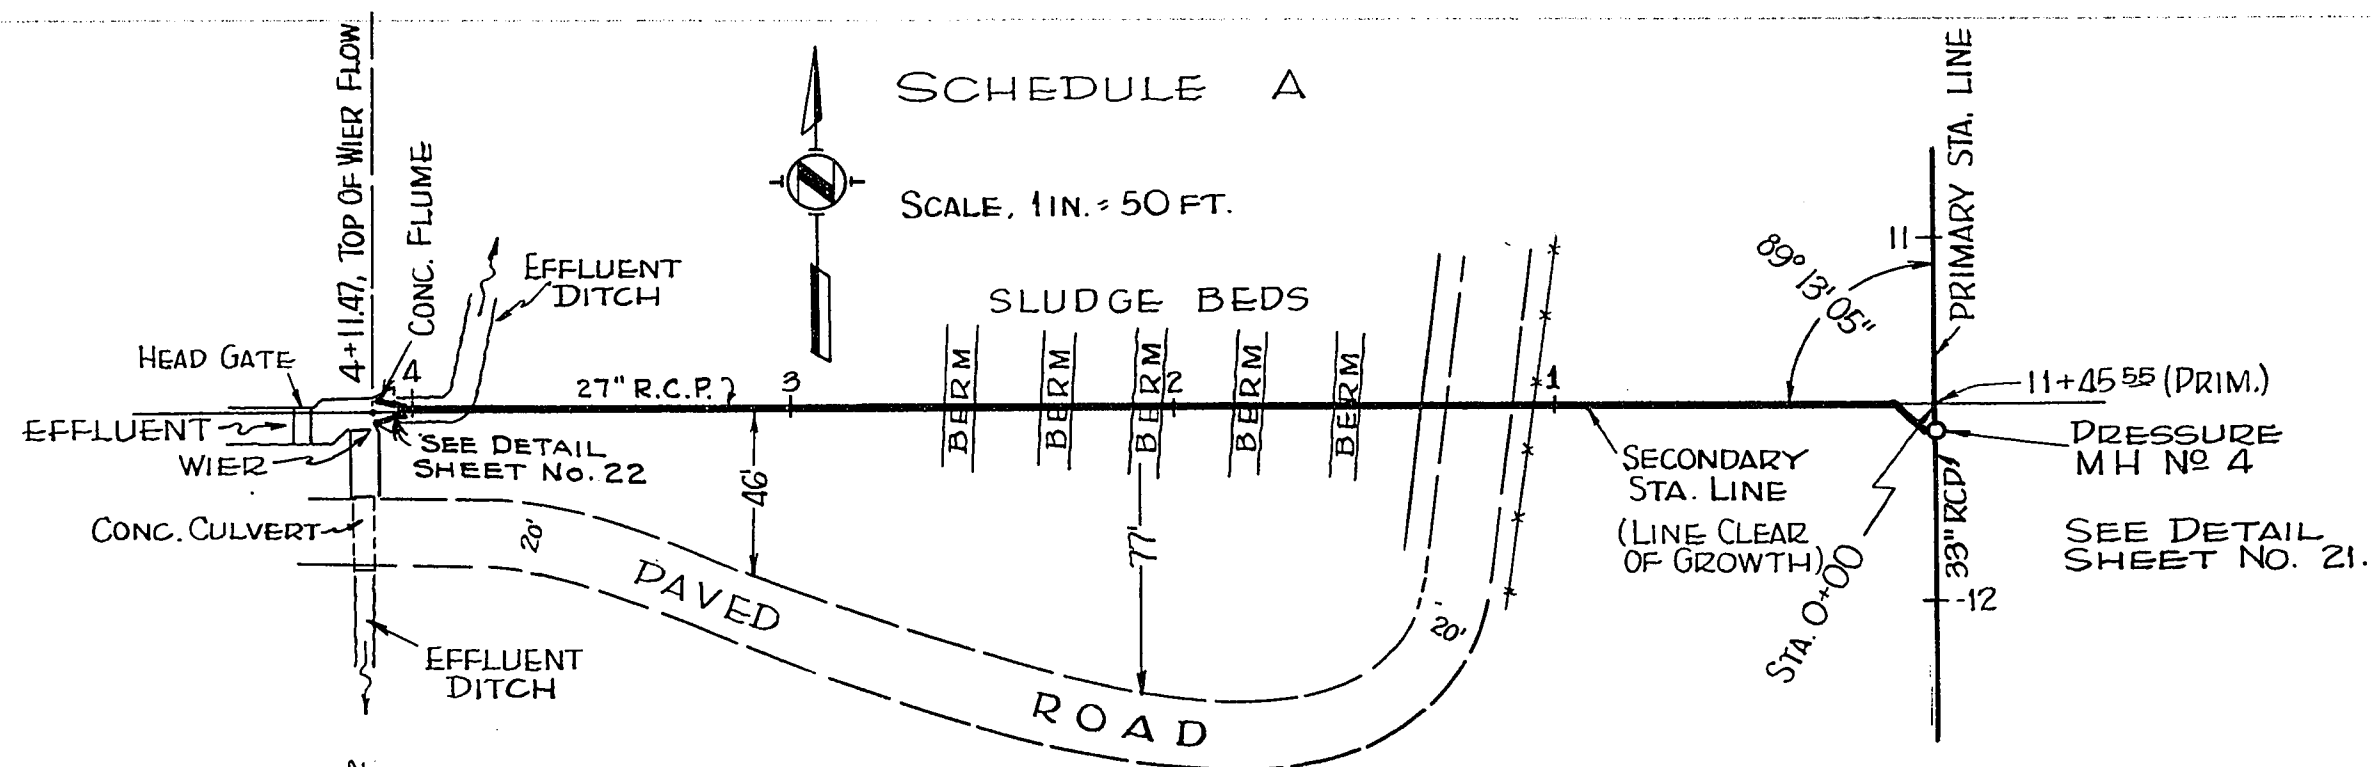 SCHEDULE A
SCALE, 1 IN. = 50 FT.
N
4+11.47, TOP OF WIER FLOW
CONC. FLUME
EFFLUENT
DITCH
HEAD GATE
EFFLUENT
WIER
4
27" R.C.P.
3
SEE DETAIL
SHEET NO. 22
46'
CONC. CULVERT
20'
EFFLUENT
DITCH
PAVED
ROAD
SLUDGE BEDS
BERM
BERM
BERM
BERM
BERM
2
77'
20'
1
SECONDARY
STA. LINE
(LINE CLEAR
OF GROWTH)
STA. 0+00
89° 13' 05"
11
PRIMARY STA. LINE
11+45 55 (PRIM.)
PRESSURE
MH Nº 4
33" RCP
SEE DETAIL
SHEET NO. 21.
-12